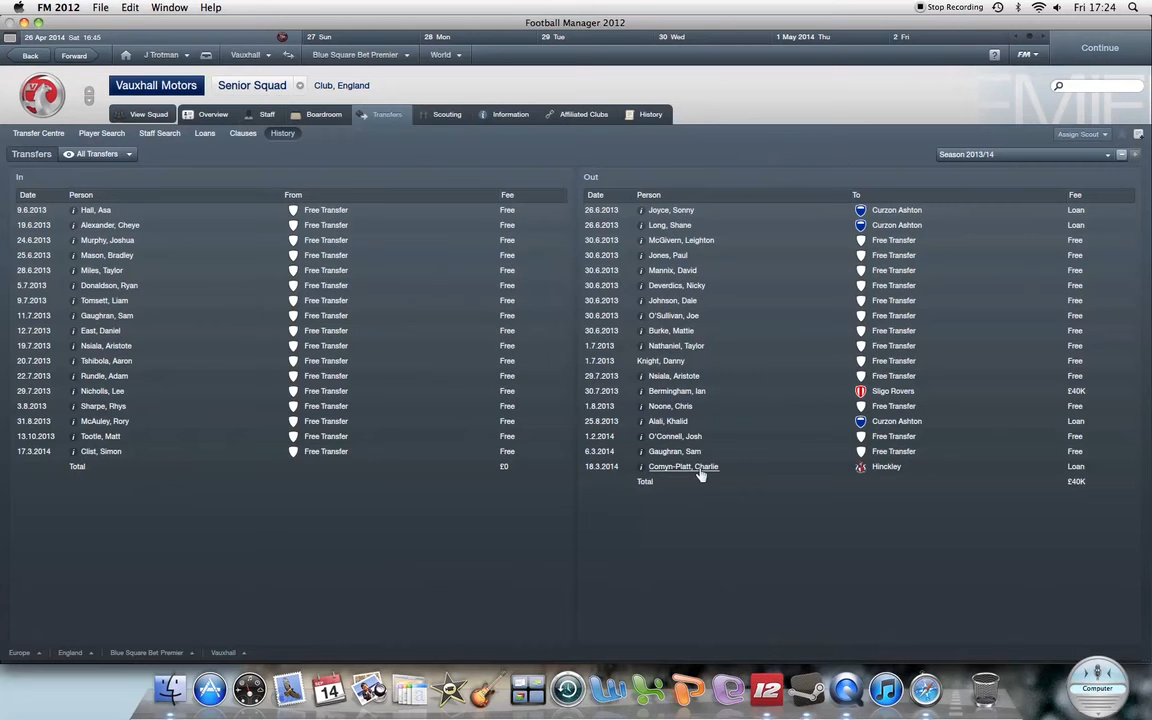 FM 2012 File Edit Window Help Stop Recording Fri 17:24
Football Manager 2012
26 Apr 2014 Sat 16:45 27 Sun 28 Mon 29 Tue 30 Wed 1 May 2014 Thu 2 Fri
Back Forward J Trotman Vauxhall Blue Square Bet Premier World ? FM Continue
Vauxhall Motors Senior Squad Club, England
View Squad Overview Staff Boardroom Transfers Scouting Information Affiliated Clubs History
Transfer Centre Player Search Staff Search Loans Clauses History Assign Scout
Transfers All Transfers Season 2013/14
In
Date Person From Fee
9.6.2013 i Hall, Asa Free Transfer Free
19.6.2013 i Alexander, Cheye Free Transfer Free
24.6.2013 i Murphy, Joshua Free Transfer Free
25.6.2013 i Mason, Bradley Free Transfer Free
28.6.2013 i Miles, Taylor Free Transfer Free
5.7.2013 i Donaldson, Ryan Free Transfer Free
9.7.2013 i Tomsett, Liam Free Transfer Free
11.7.2013 i Gaughran, Sam Free Transfer Free
12.7.2013 i East, Daniel Free Transfer Free
19.7.2013 i Nsiala, Aristote Free Transfer Free
20.7.2013 i Tshibola, Aaron Free Transfer Free
22.7.2013 i Rundle, Adam Free Transfer Free
29.7.2013 i Nicholls, Lee Free Transfer Free
3.8.2013 i Sharpe, Rhys Free Transfer Free
31.8.2013 i McAuley, Rory Free Transfer Free
13.10.2013 i Tootle, Matt Free Transfer Free
17.3.2014 i Clist, Simon Free Transfer Free
Total £0
Out
Date Person To Fee
26.6.2013 i Joyce, Sonny Curzon Ashton Loan
26.6.2013 i Long, Shane Curzon Ashton Loan
30.6.2013 i McGivern, Leighton Free Transfer Free
30.6.2013 i Jones, Paul Free Transfer Free
30.6.2013 i Mannix, David Free Transfer Free
30.6.2013 i Deverdics, Nicky Free Transfer Free
30.6.2013 i Johnson, Dale Free Transfer Free
30.6.2013 i O'Sullivan, Joe Free Transfer Free
30.6.2013 i Burke, Mattie Free Transfer Free
1.7.2013 i Nathaniel, Taylor Free Transfer Free
1.7.2013 Knight, Danny Free Transfer Free
29.7.2013 i Nsiala, Aristote Free Transfer Free
30.7.2013 i Bermingham, Ian Sligo Rovers £40K
1.8.2013 i Noone, Chris Free Transfer Free
25.8.2013 i Alali, Khalid Curzon Ashton Loan
1.2.2014 i O'Connell, Josh Free Transfer Free
6.3.2014 i Gaughran, Sam Free Transfer Free
18.3.2014 i Comyn-Platt, Charlie Hinckley Loan
Total £40K
Europe England Blue Square Bet Premier Vauxhall
SEP 14 12 Computer